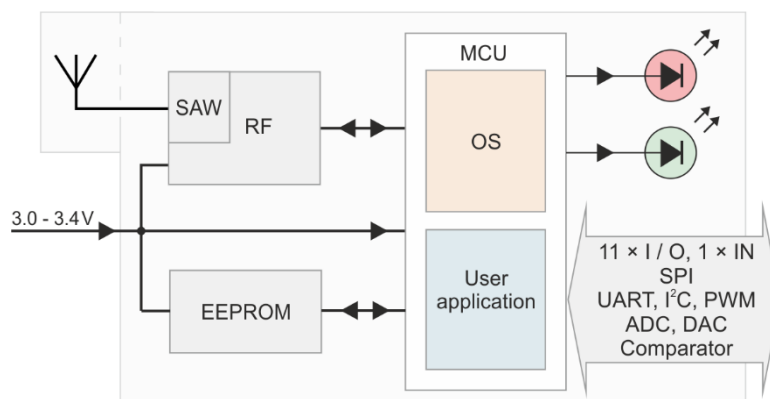 MCU
SAW
RF
OS
3.0 - 3.4 V
EEPROM
User
application
11 × I / O, 1 × IN
SPI
UART, I²C, PWM
ADC, DAC
Comparator